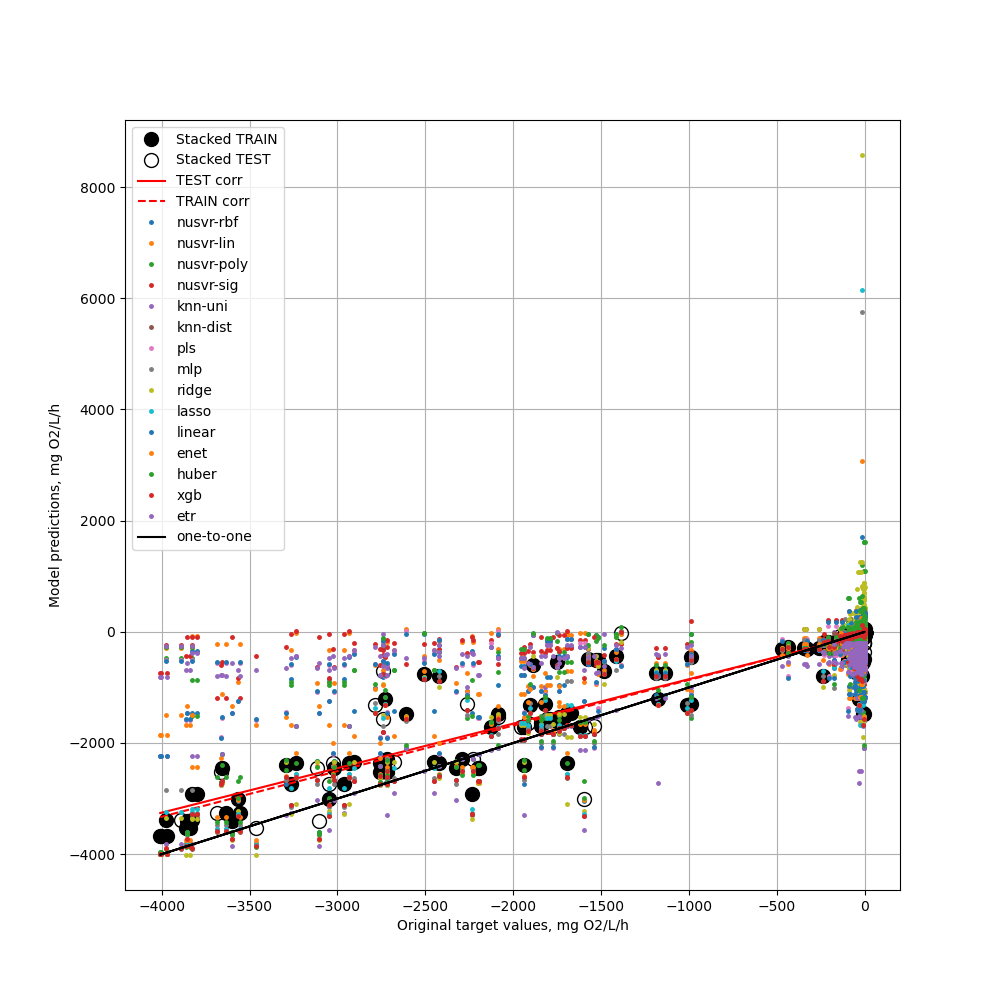 8000
6000
4000
2000
0
−2000
−4000
Model predictions, mg O2/L/h
Stacked TRAIN
Stacked TEST
TEST corr
TRAIN corr
nusvr-rbf
nusvr-lin
nusvr-poly
nusvr-sig
knn-uni
knn-dist
pls
mlp
ridge
lasso
linear
enet
huber
xgb
etr
one-to-one
−4000 −3500 −3000 −2500 −2000 −1500 −1000 −500 0
Original target values, mg O2/L/h